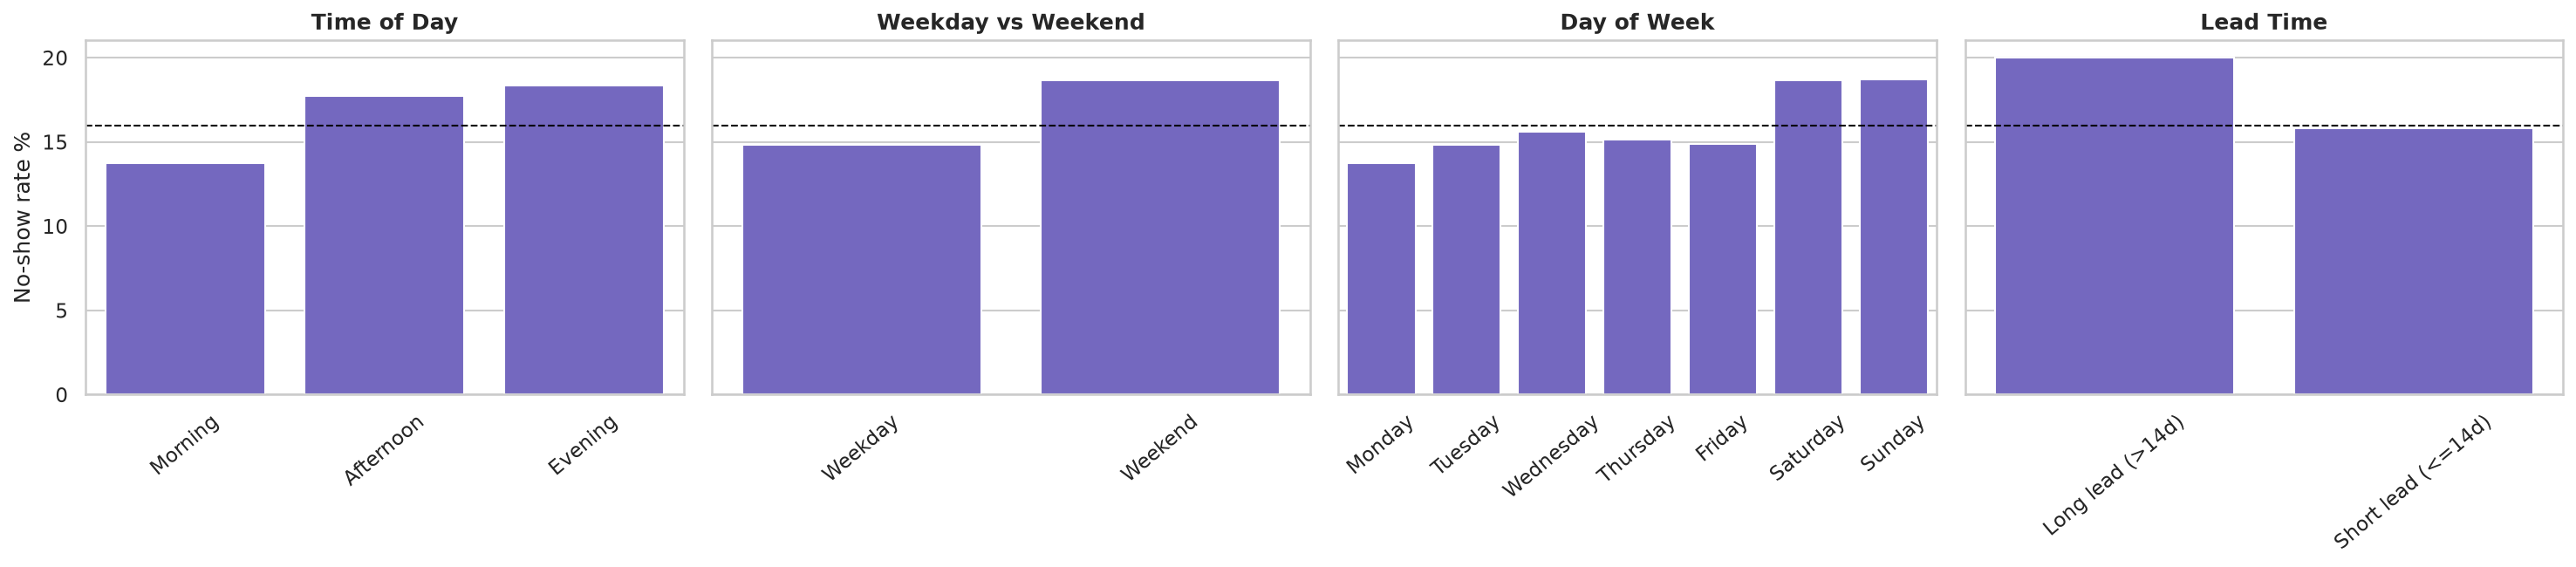 Time of Day
Weekday vs Weekend
Day of Week
Lead Time
No-show rate %
20
15
10
5
0
Morning
Afternoon
Evening
Weekday
Weekend
Monday
Tuesday
Wednesday
Thursday
Friday
Saturday
Sunday
Long lead (>14d)
Short lead (<=14d)